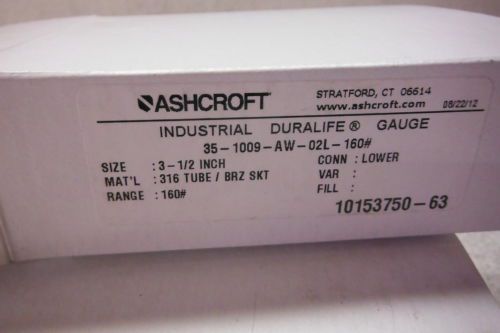 ASHCROFT®
STRATFORD, CT 06614
www.ashcroft.com 08/22/12
INDUSTRIAL DURALIFE® GAUGE
35-1009-AW-02L-160#
SIZE : 3-1/2 INCH CONN : LOWER
MAT'L : 316 TUBE / BRZ SKT VAR :
RANGE : 160# FILL :
10153750-63